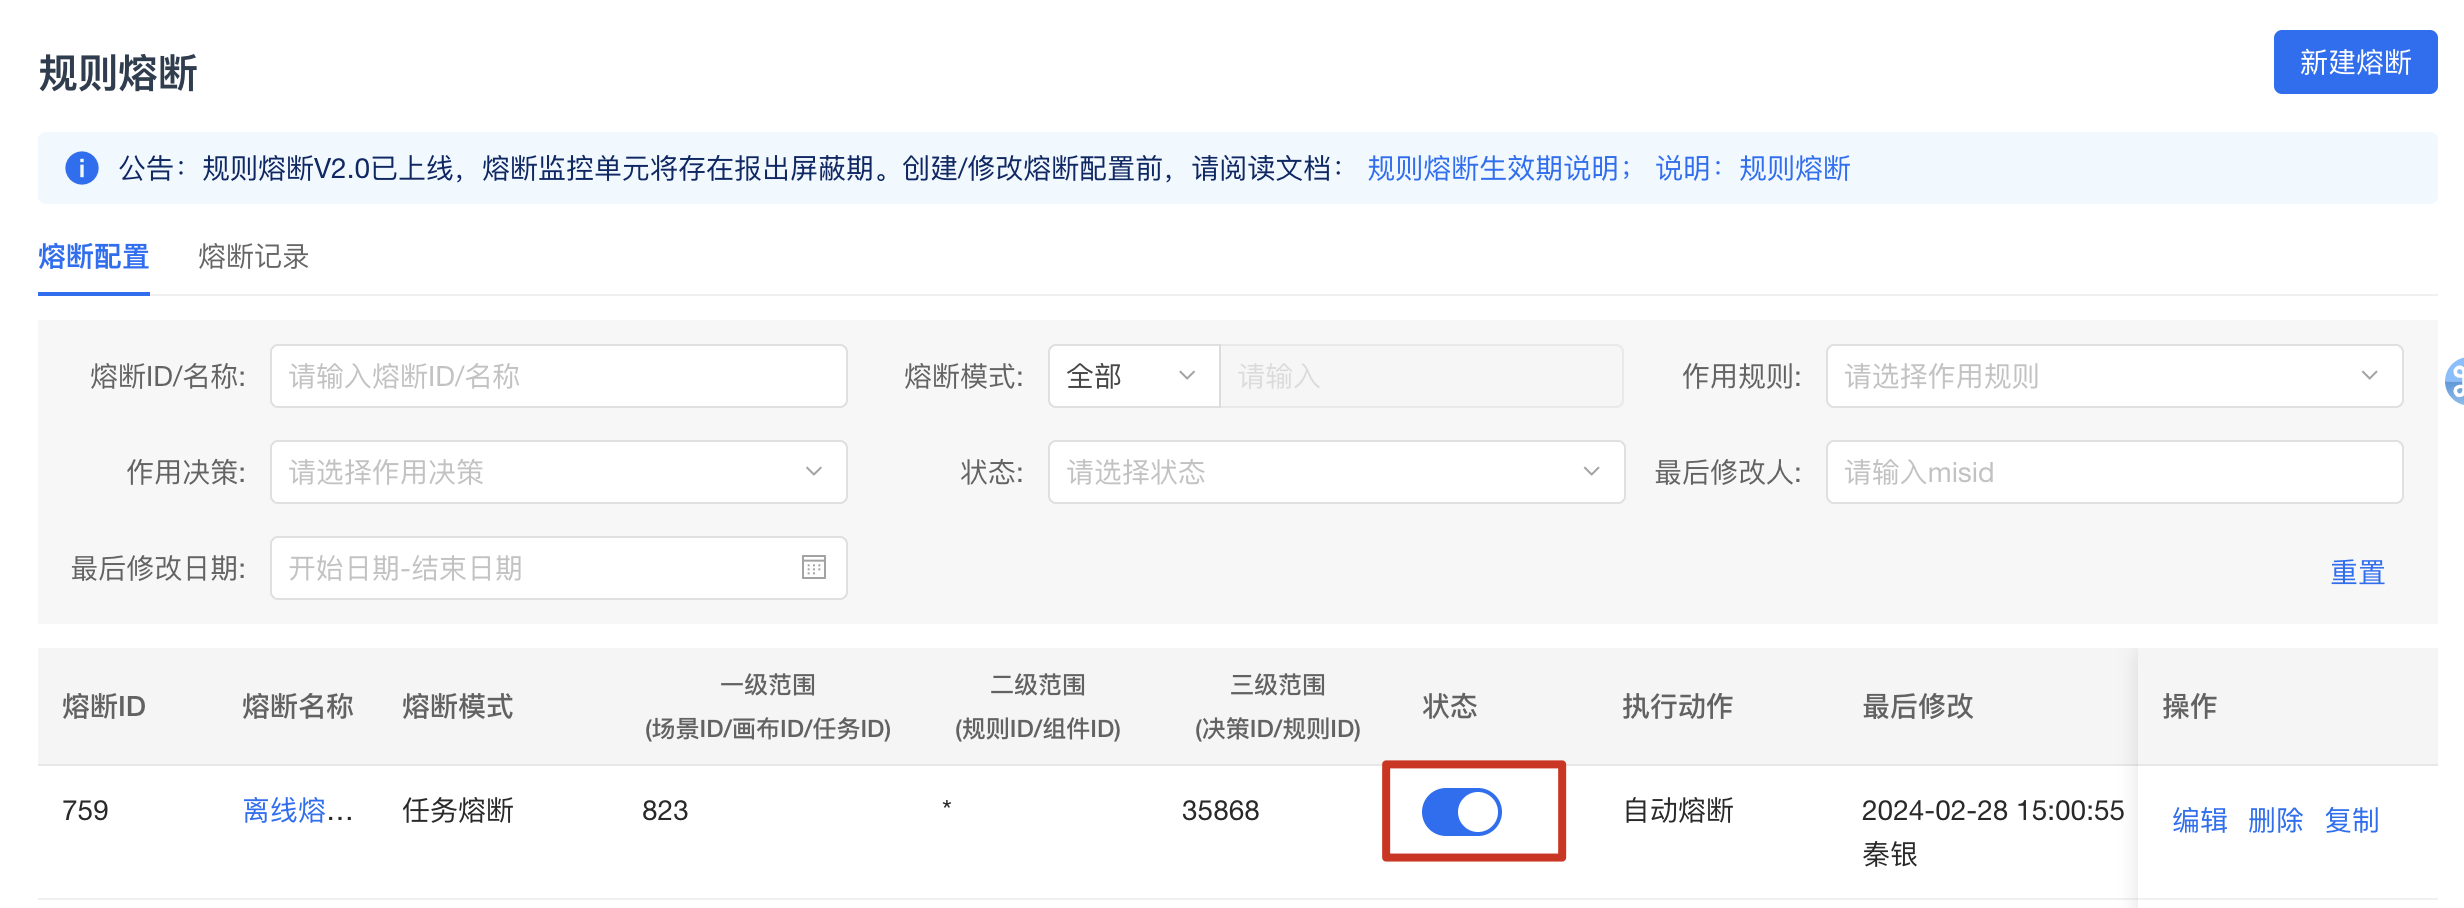 规则熔断
新建熔断
公告：规则熔断V2.0已上线，熔断监控单元将存在报出屏蔽期。创建/修改熔断配置前，请阅读文档： 规则熔断生效期说明； 说明：规则熔断
熔断配置 熔断记录
熔断ID/名称: 请输入熔断ID/名称 熔断模式: 全部 请输入 作用规则: 请选择作用规则
作用决策: 请选择作用决策 状态: 请选择状态 最后修改人: 请输入misid
最后修改日期: 开始日期-结束日期 重置
熔断ID 熔断名称 熔断模式 一级范围 二级范围 三级范围 状态 执行动作 最后修改 操作
(场景ID/画布ID/任务ID) (规则ID/组件ID) (决策ID/规则ID)
759 离线熔... 任务熔断 823 * 35868 自动熔断 2024-02-28 15:00:55 编辑 删除 复制
秦银